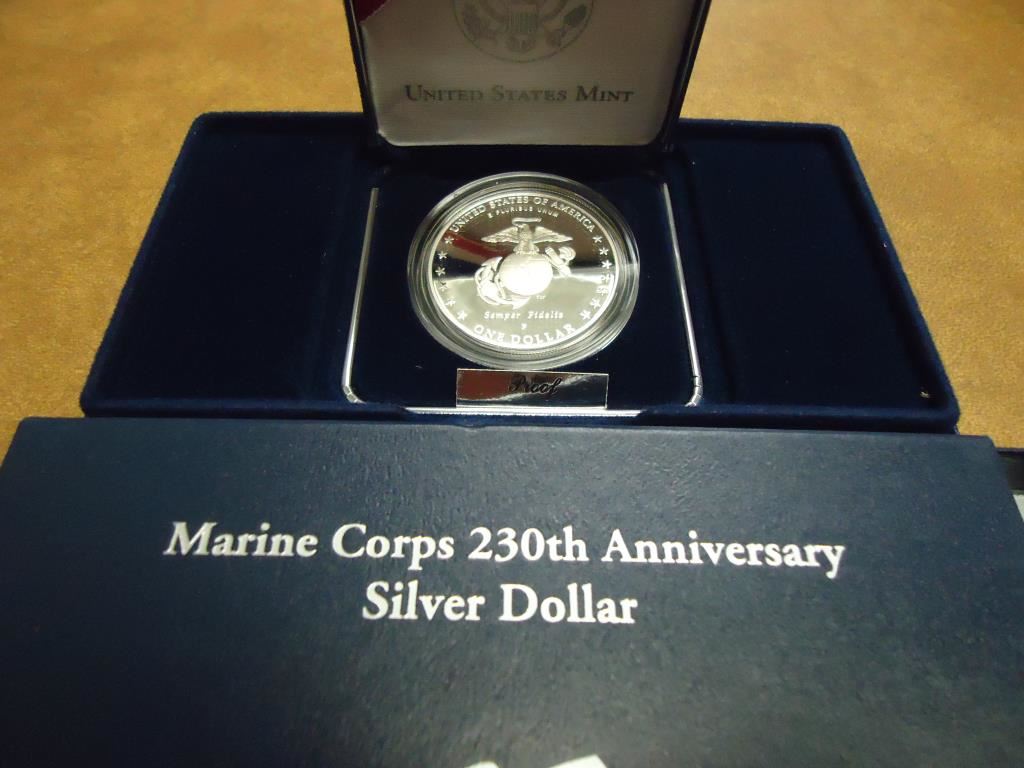 UNITED STATES MINT
UNITED STATES OF AMERICA
E PLURIBUS UNUM
Semper Fidelis
P
ONE DOLLAR
Proof
Marine Corps 230th Anniversary
Silver Dollar